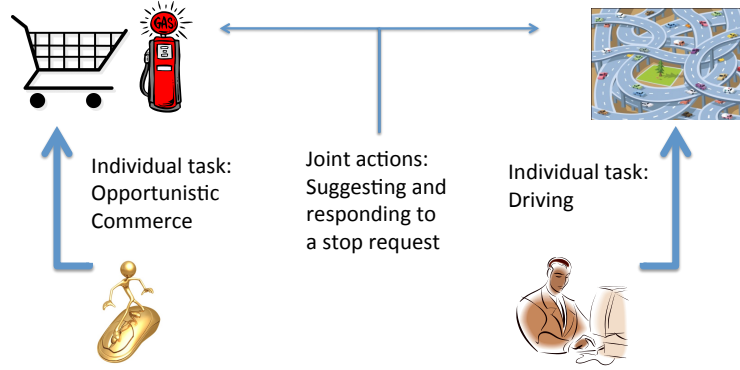 GAS
Individual task:
Opportunistic
Commerce
Joint actions:
Suggesting and
responding to
a stop request
Individual task:
Driving